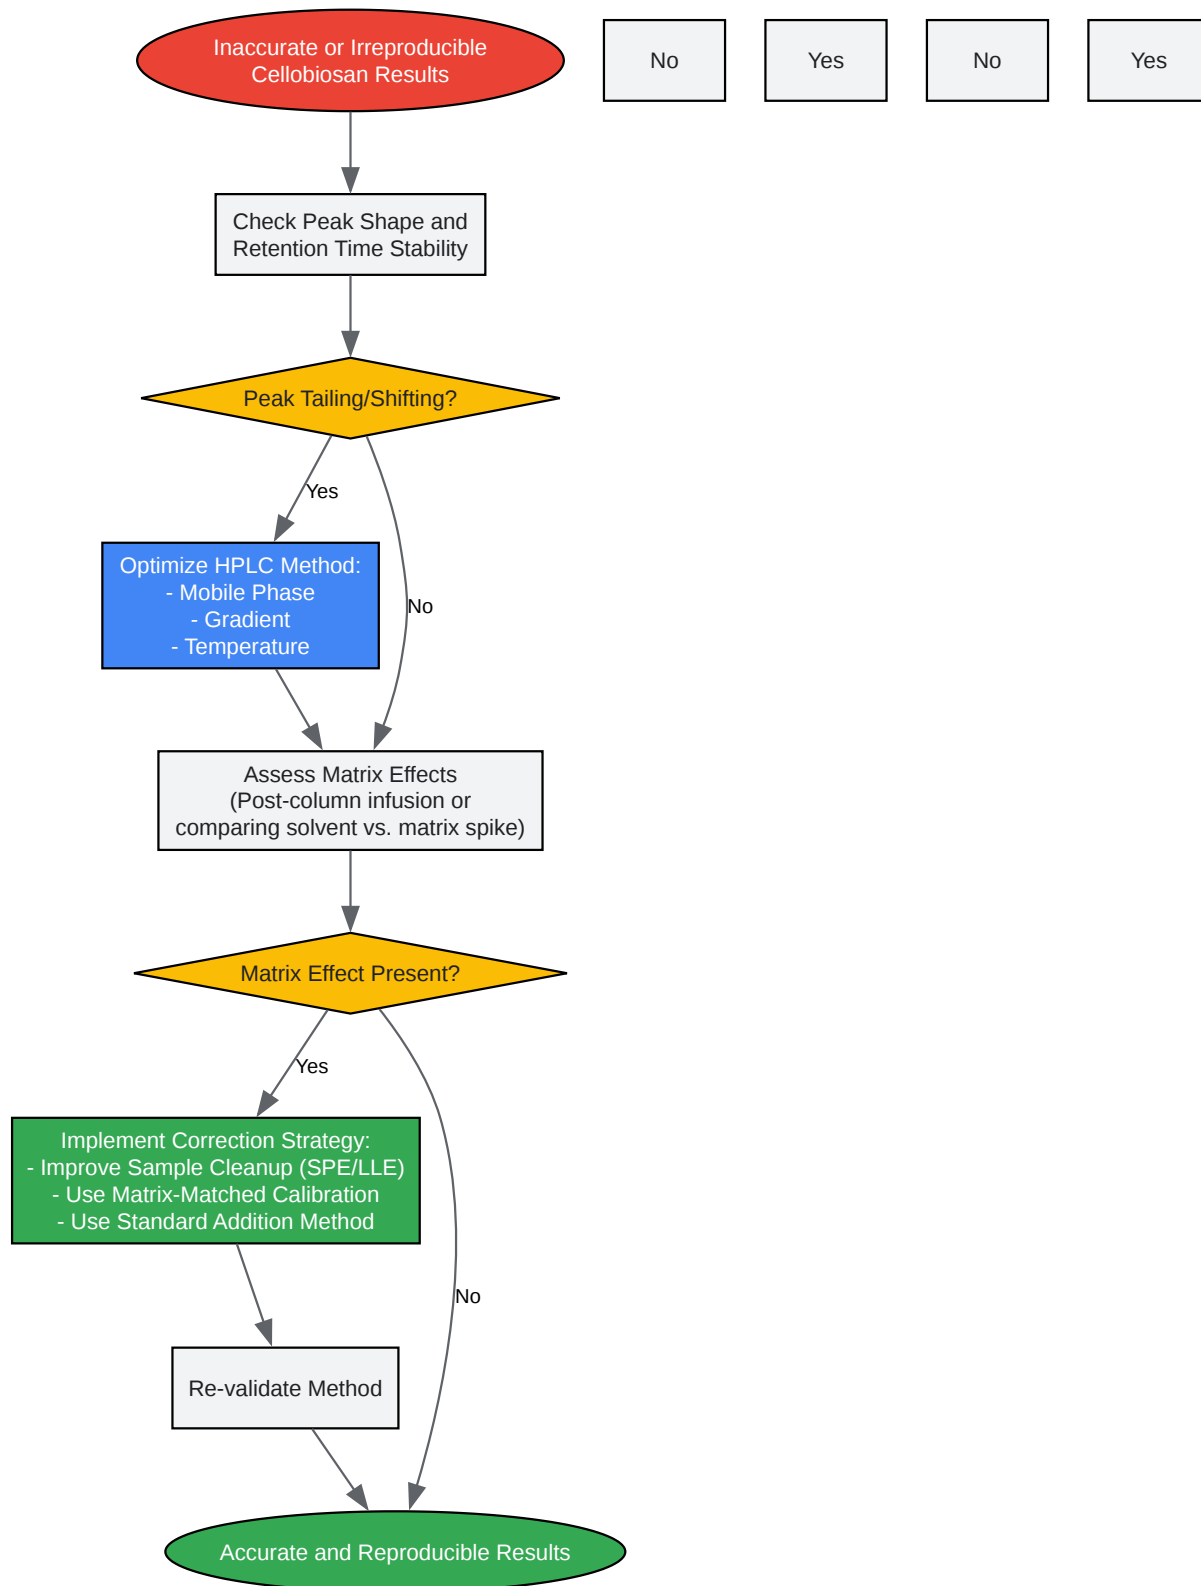 Inaccurate or Irreproducible
Cellobiosan Results
No
Yes
No
Yes
Check Peak Shape and
Retention Time Stability
Peak Tailing/Shifting?
Yes
Optimize HPLC Method:
- Mobile Phase
- Gradient
- Temperature
No
Assess Matrix Effects
(Post-column infusion or
comparing solvent vs. matrix spike)
Matrix Effect Present?
Yes
Implement Correction Strategy:
- Improve Sample Cleanup (SPE/LLE)
- Use Matrix-Matched Calibration
- Use Standard Addition Method
No
Re-validate Method
Accurate and Reproducible Results